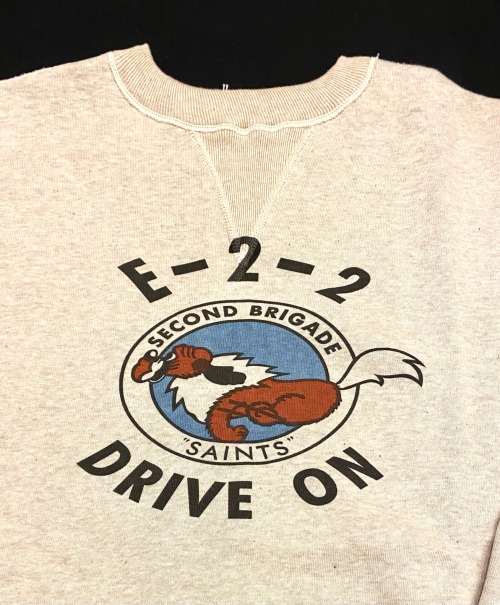 E-2-2
SECOND BRIGADE
"SAINTS"
DRIVE ON